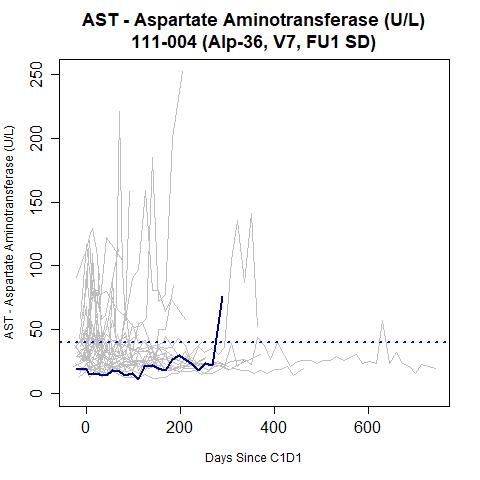 AST - Aspartate Aminotransferase (U/L)
111-004 (Alp-36, V7, FU1 SD)
AST - Aspartate Aminotransferase (U/L)
250
200
150
100
50
0
0 200 400 600
Days Since C1D1